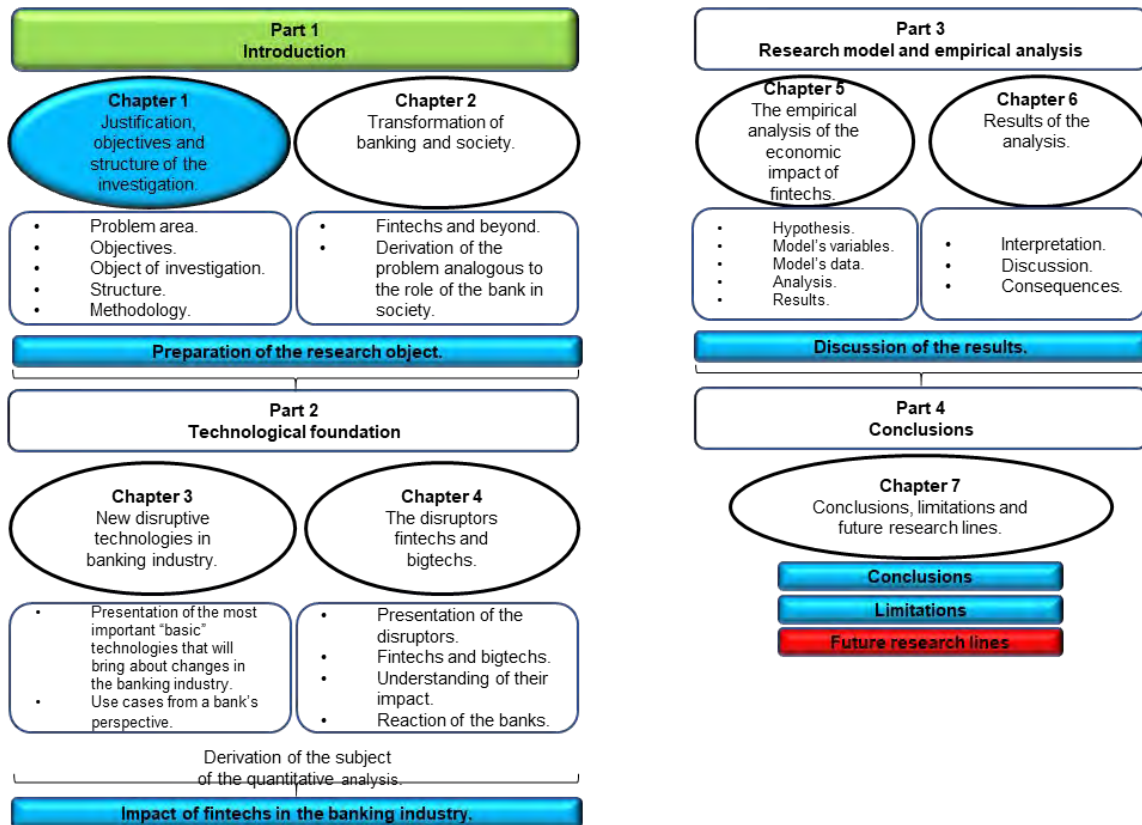 Part 1
Introduction
Chapter 1
Justification,
objectives and
structure of the
investigation.
Chapter 2
Transformation of
banking and society.
• Problem area.
• Objectives.
• Object of investigation.
• Structure.
• Methodology.
• Fintechs and beyond.
• Derivation of the
problem analogous to
the role of the bank in
society.
Preparation of the research object.
Part 2
Technological foundation
Chapter 3
New disruptive
technologies in
banking industry.
Chapter 4
The disruptors
fintechs and
bigtechs.
• Presentation of the most
important “basic”
technologies that will
bring about changes in
the banking industry.
• Use cases from a bank’s
perspective.
• Presentation of the
disruptors.
• Fintechs and bigtechs.
• Understanding of their
impact.
• Reaction of the banks.
Derivation of the subject
of the quantitative analysis.
Impact of fintechs in the banking industry.
Part 3
Research model and empirical analysis
Chapter 5
The empirical
analysis of the
economic
impact of
fintechs.
Chapter 6
Results of the
analysis.
• Hypothesis.
• Model’s variables.
• Model’s data.
• Analysis.
• Results.
• Interpretation.
• Discussion.
• Consequences.
Discussion of the results.
Part 4
Conclusions
Chapter 7
Conclusions, limitations and
future research lines.
Conclusions
Limitations
Future research lines